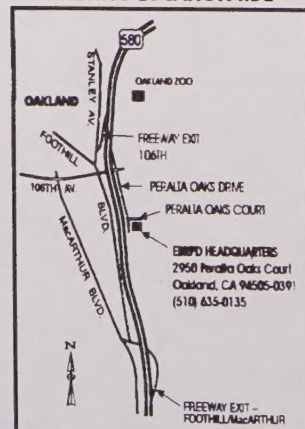 580
STANLEY AV.
OAKLAND ZOO
OAKLAND
FOOTHILL
FREEWAY EXIT
106TH
106TH AV.
PERALTA OAKS DRIVE
BLVD.
PERALTA OAKS COURT
MacARTHUR BLVD.
EBRPD HEADQUARTERS
2950 Peralta Oaks Court
Oakland, CA 94605-0391
(510) 635-0135
N
FREEWAY EXIT -
FOOTHILL/MacARTHUR